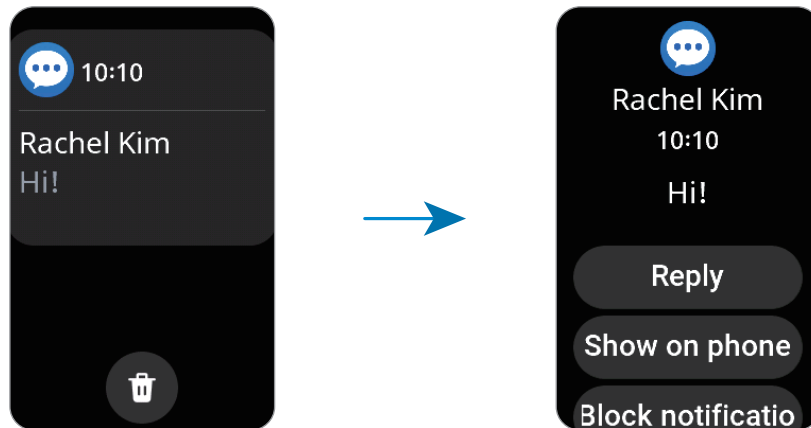 10:10
Rachel Kim
Hi!
Rachel Kim
10:10
Hi!
Reply
Show on phone
Block notificatio